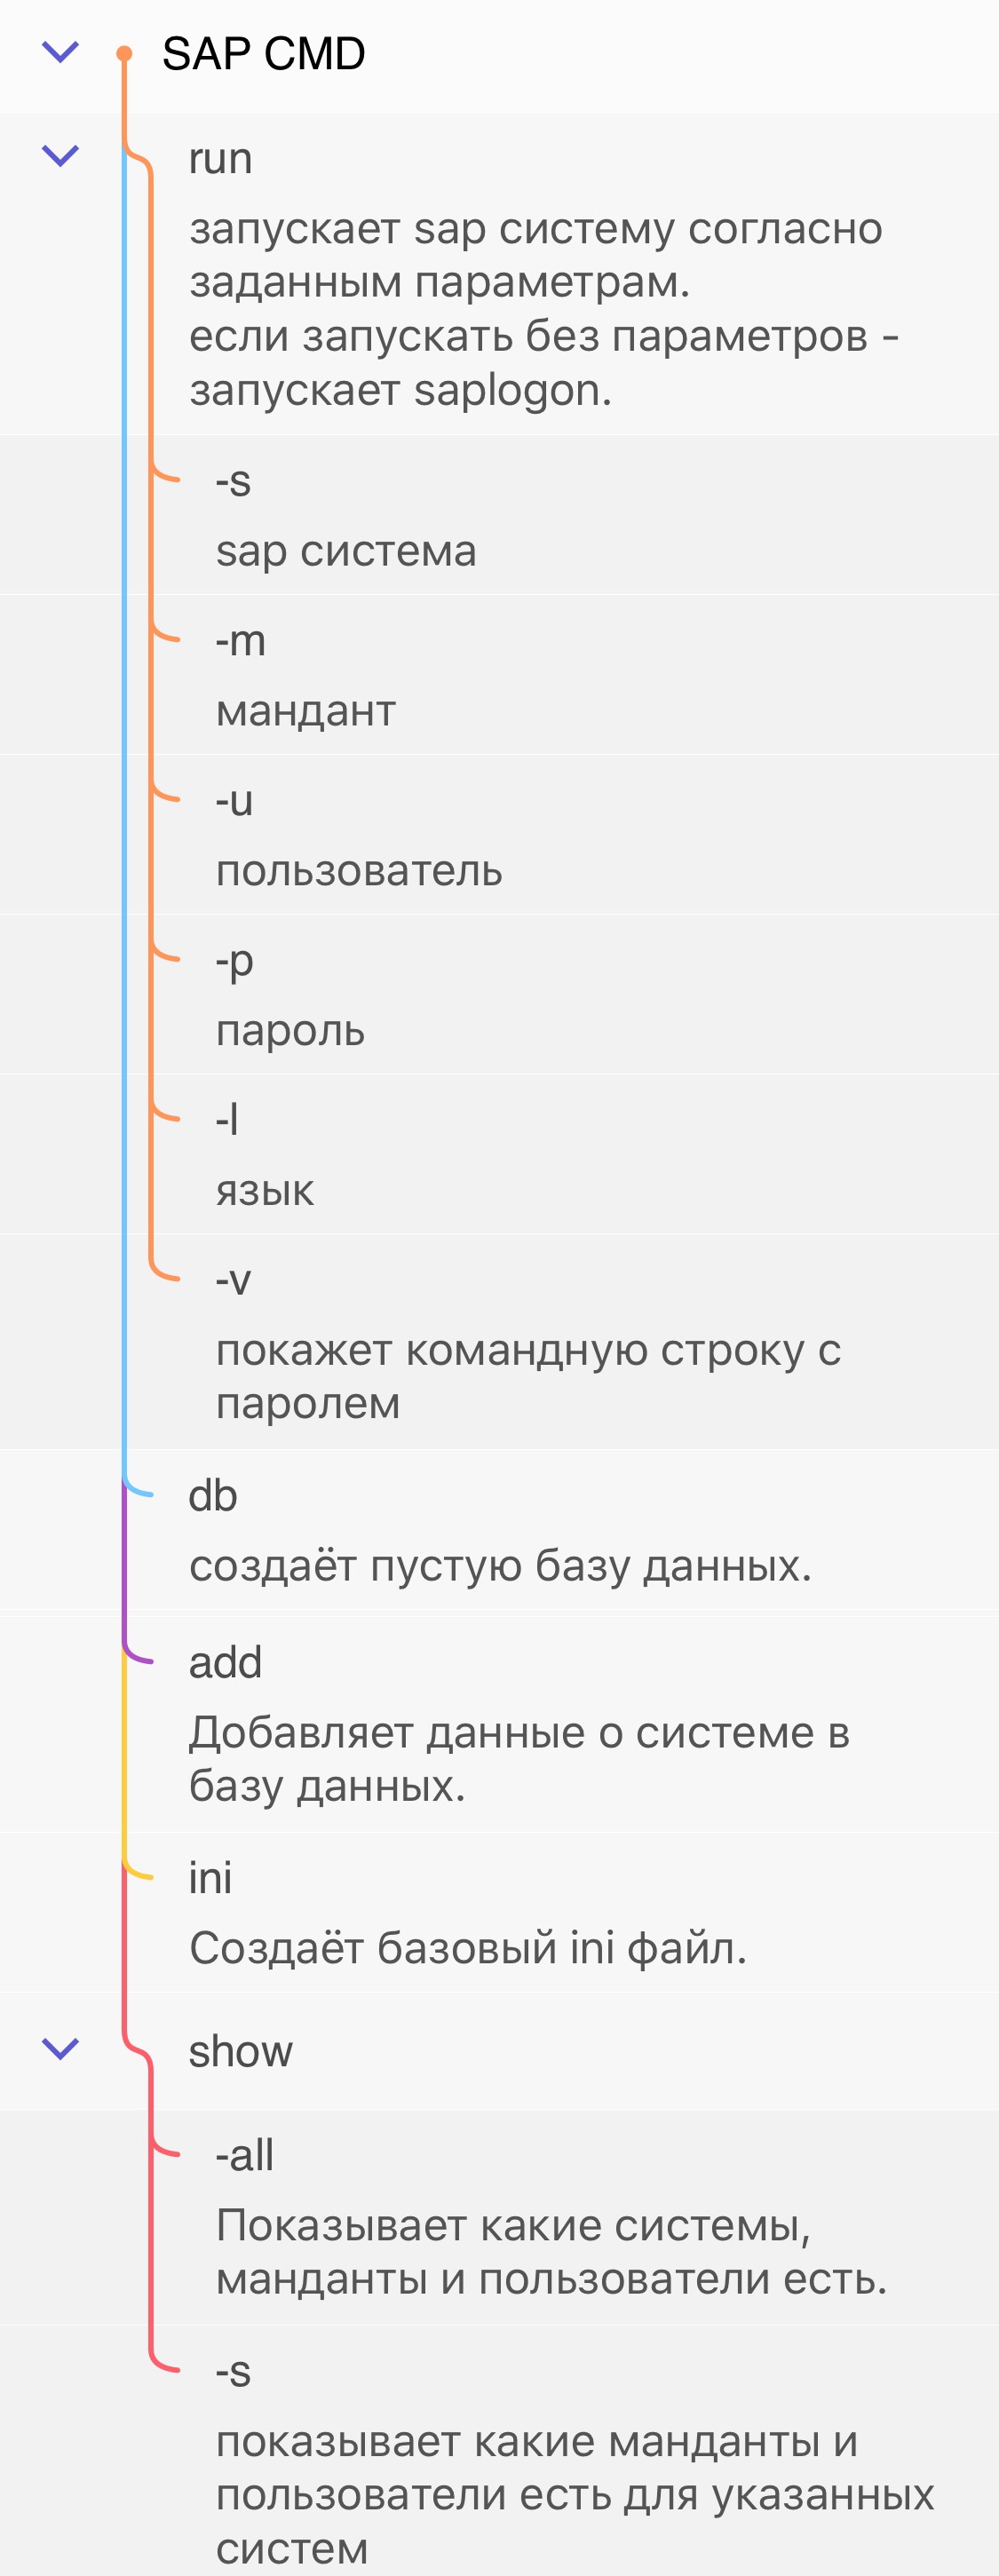 SAP CMD
run
запускает sap систему согласно
заданным параметрам.
если запускать без параметров -
запускает saplogon.
-s
sap система
-m
мандант
-u
пользователь
-p
пароль
-l
язык
-v
покажет командную строку с
паролем
db
создаёт пустую базу данных.
add
Добавляет данные о системе в
базу данных.
ini
Создаёт базовый ini файл.
show
-all
Показывает какие системы,
манданты и пользователи есть.
-s
показывает какие манданты и
пользователи есть для указанных
систем